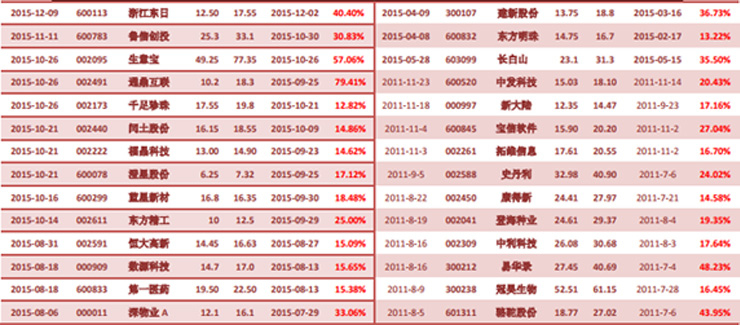 2015-12-09 600113 浙江东日 12.50 17.55 2015-12-02 40.40% 2015-04-09 300107 建新股份 13.75 18.8 2015-03-16 36.73%
2015-11-11 600783 鲁信创投 25.3 33.1 2015-10-30 30.83% 2015-04-08 600832 东方明珠 14.75 16.7 2015-02-17 13.22%
2015-10-26 002095 生意宝 49.25 77.35 2015-10-26 57.06% 2015-05-28 603099 长白山 23.1 31.3 2015-05-15 35.50%
2015-10-26 002491 通鼎互联 10.2 18.3 2015-09-25 79.41% 2011-11-23 600520 中发科技 15.03 18.10 2011-11-14 20.43%
2015-10-26 002173 千足珍珠 17.55 19.8 2015-10-21 12.82% 2011-11-18 000997 新大陆 12.35 14.47 2011-9-23 17.16%
2015-10-21 002440 闰土股份 16.15 18.55 2015-10-09 14.86% 2011-11-4 600845 宝信软件 15.90 20.20 2011-11-2 27.04%
2015-10-21 002222 福晶科技 13.00 14.90 2015-09-23 14.62% 2011-11-3 002261 拓维信息 17.61 20.55 2011-11-2 16.70%
2015-10-21 600078 澄星股份 6.25 7.32 2015-09-25 17.12% 2011-9-5 002588 史丹利 32.98 40.90 2011-7-6 24.02%
2015-10-16 600299 蓝星新材 16.8 16.35 2015-09-30 18.48% 2011-8-22 002450 康得新 24.41 27.97 2011-7-21 14.58%
2015-10-14 002611 东方精工 10 12.5 2015-09-29 25.00% 2011-8-19 002041 登海种业 24.61 29.37 2011-8-4 19.35%
2015-08-31 002591 恒大高新 14.45 16.63 2015-08-27 15.09% 2011-8-16 002309 中利科技 26.08 30.68 2011-8-3 17.64%
2015-08-18 000909 数源科技 14.7 17.0 2015-08-13 15.65% 2011-8-16 300212 易华录 27.45 40.69 2011-7-4 48.23%
2015-08-18 600833 第一医药 19.50 22.50 2015-08-13 15.38% 2011-8-9 300238 冠昊生物 52.51 61.15 2011-7-28 16.45%
2015-08-06 000011 深物业A 12.1 16.1 2015-07-29 33.06% 2011-8-5 601311 骆驼股份 18.77 27.02 2011-7-6 43.95%